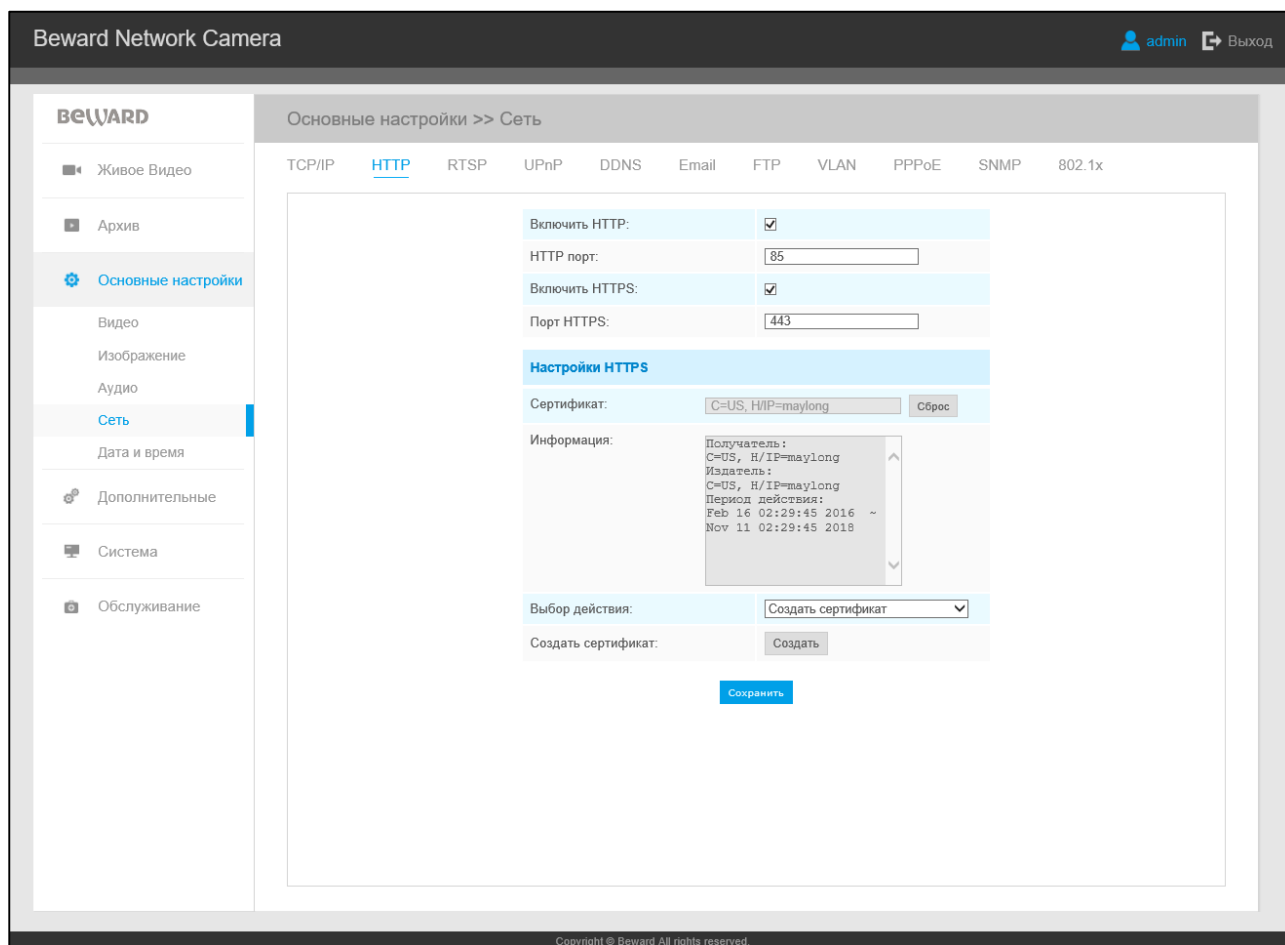 Beward Network Camera
admin Выход
BEWARD
Основные настройки >> Сеть
TCP/IP HTTP RTSP UPnP DDNS Email FTP VLAN PPPoE SNMP 802.1x
Живое Видео
Архив
Основные настройки
Видео
Изображение
Аудио
Сеть
Дата и время
Дополнительные
Система
Обслуживание
Включить HTTP:
HTTP порт: 85
Включить HTTPS:
Порт HTTPS: 443
Настройки HTTPS
Сертификат: C=US, H/IP=maylong Сброс
Информация:
Получатель:
C=US, H/IP=maylong
Издатель:
C=US, H/IP=maylong
Период действия:
Feb 16 02:29:45 2016 ~
Nov 11 02:29:45 2018
Выбор действия: Создать сертификат
Создать сертификат: Создать
Сохранить
Copyright © Beward All rights reserved.